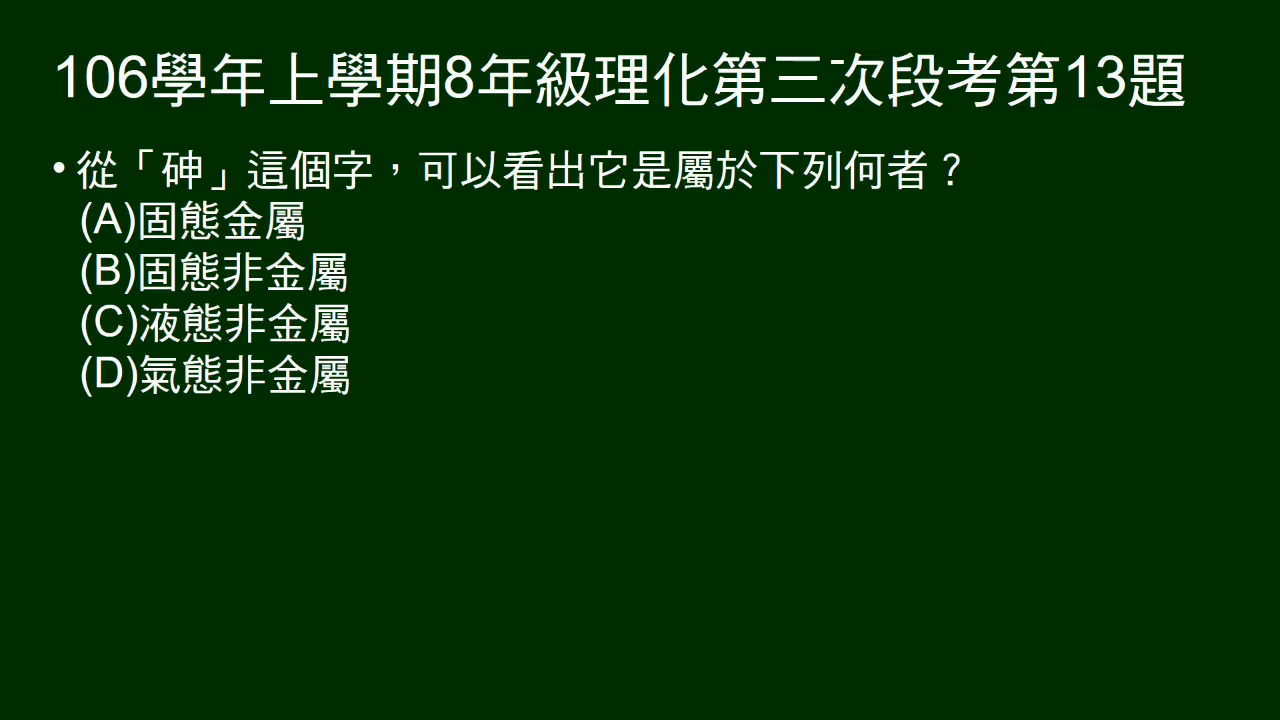 106學年上學期8年級理化第三次段考第13題
• 從「砷」這個字，可以看出它是屬於下列何者？
(A)固態金屬
(B)固態非金屬
(C)液態非金屬
(D)氣態非金屬